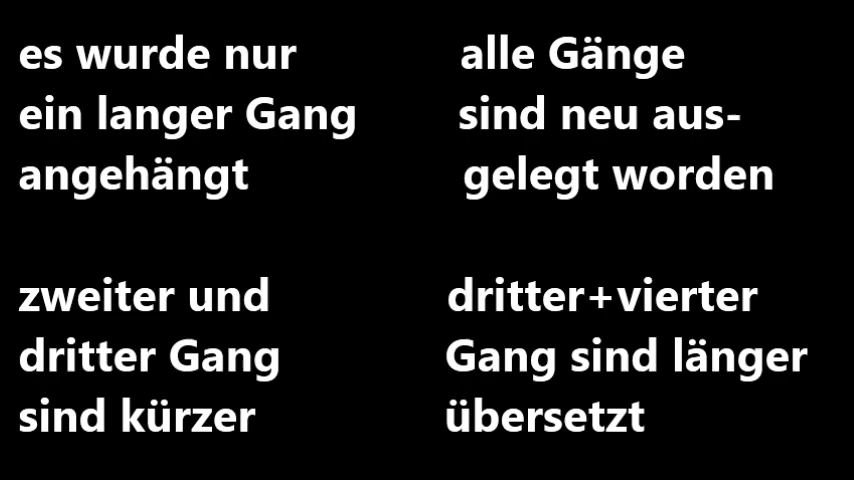 es wurde nur
ein langer Gang
angehängt
alle Gänge
sind neu aus-
gelegt worden
zweiter und
dritter Gang
sind kürzer
dritter+vierter
Gang sind länger
übersetzt